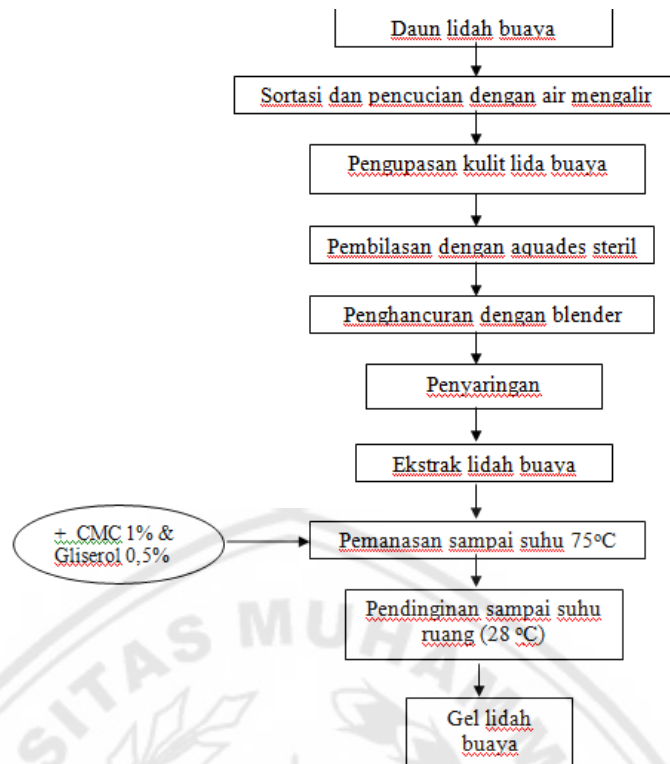 Daun lidah buaya
Sortasi dan pencucian dengan air mengalir
Pengupasan kulit lida buaya
Pembilasan dengan aquades steril
Penghancuran dengan blender
Penyaringan
Ekstrak lidah buaya
+ CMC 1% &
Gliserol 0,5%
Pemanasan sampai suhu 75°C
Pendinginan sampai suhu
ruang (28 °C)
Gel lidah
buaya